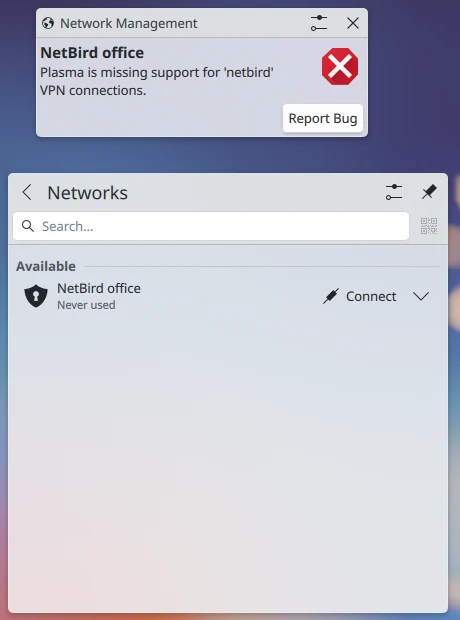 Network Management
NetBird office
Plasma is missing support for 'netbird'
VPN connections.
Report Bug
Networks
Search...
Available
NetBird office
Never used
Connect